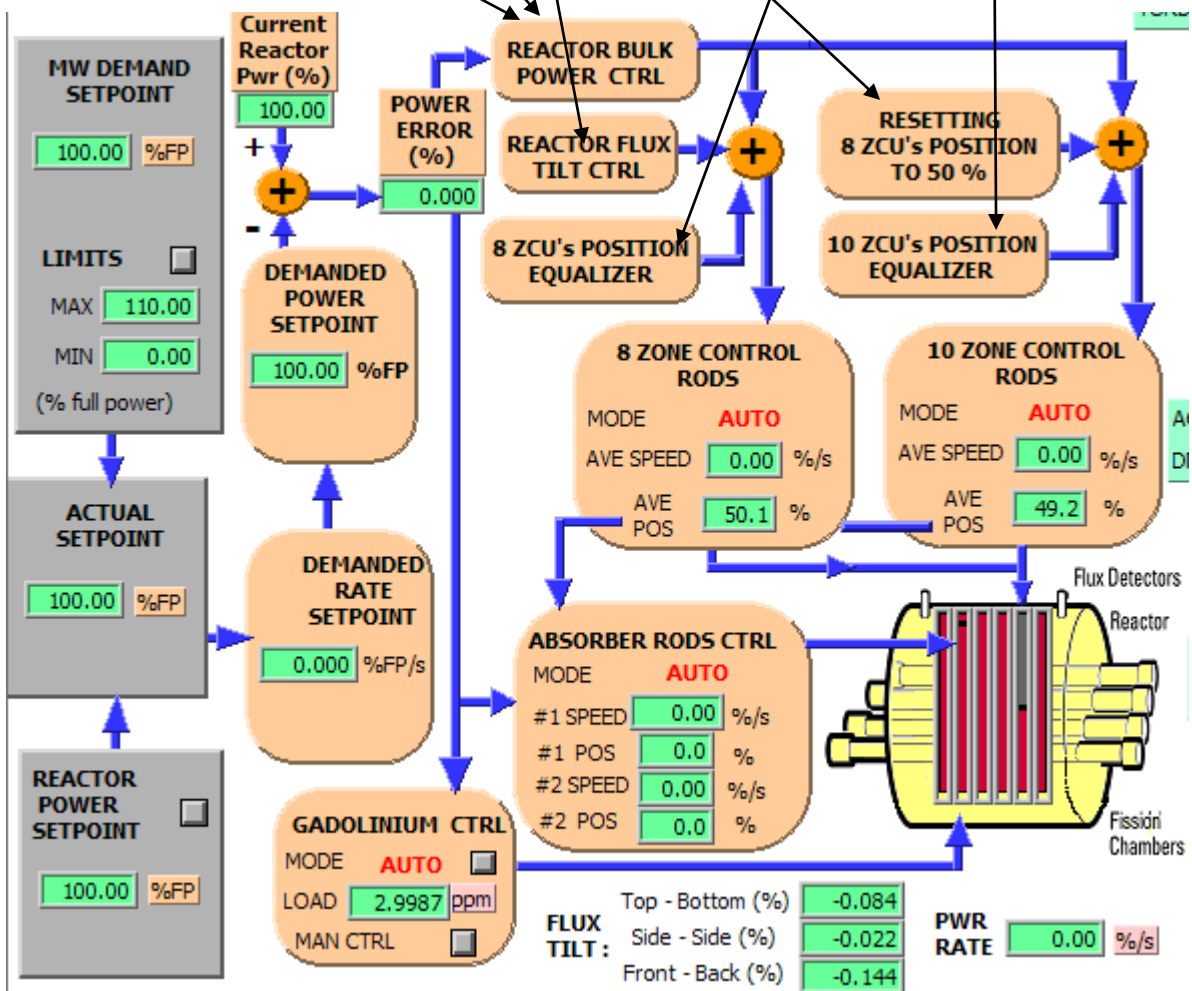 MW DEMAND
SETPOINT
100.00 %FP
LIMITS
MAX 110.00
MIN 0.00
(% full power)
ACTUAL
SETPOINT
100.00 %FP
REACTOR
POWER
SETPOINT
100.00 %FP
Current
Reactor
Pwr (%)
100.00
+
+
-
DEMANDED
POWER
SETPOINT
100.00 %FP
DEMANDED
RATE
SETPOINT
0.000 %FP/s
POWER
ERROR
(%)
0.000
REACTOR BULK
POWER CTRL
REACTOR FLUX
TILT CTRL
+
8 ZCU's POSITION
EQUALIZER
RESETTING
8 ZCU's POSITION
TO 50 %
+
10 ZCU's POSITION
EQUALIZER
8 ZONE CONTROL
RODS
MODE AUTO
AVE SPEED 0.00 %/s
AVE
POS 50.1 %
10 ZONE CONTROL
RODS
MODE AUTO
AVE SPEED 0.00 %/s
AVE
POS 49.2 %
ABSORBER RODS CTRL
MODE AUTO
#1 SPEED 0.00 %/s
#1 POS 0.0 %
#2 SPEED 0.00 %/s
#2 POS 0.0 %
Flux Detectors
Reactor
Fission
Chambers
GADOLINIUM CTRL
MODE AUTO
LOAD 2.9987 ppm
MAN CTRL
FLUX
TILT :
Top - Bottom (%) -0.084
Side - Side (%) -0.022
Front - Back (%) -0.144
PWR
RATE 0.00 %/s